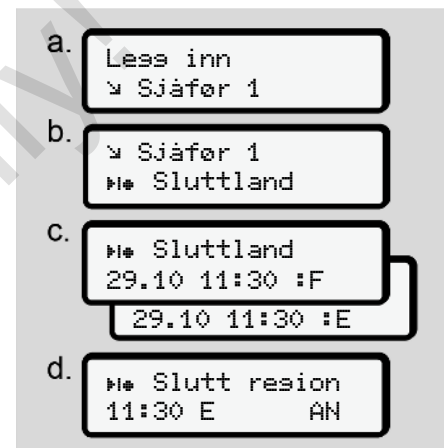 a.
Legg inn
↘ Sjåfør 1
b.
↘ Sjåfør 1
Sluttland
c.
Sluttland
29.10 11:30 :F
29.10 11:30 :E
d.
Slutt region
11:30 E AN